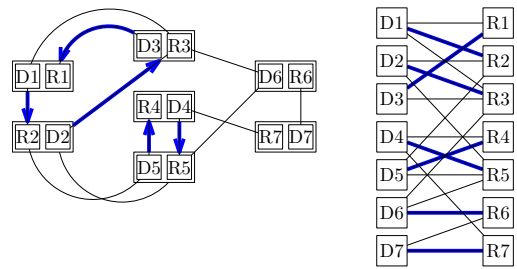 D3 R3
D1 R1
D6 R6
R4 D4
R2 D2
R7 D7
D5 R5
D1 R1
D2 R2
D3 R3
D4 R4
D5 R5
D6 R6
D7 R7